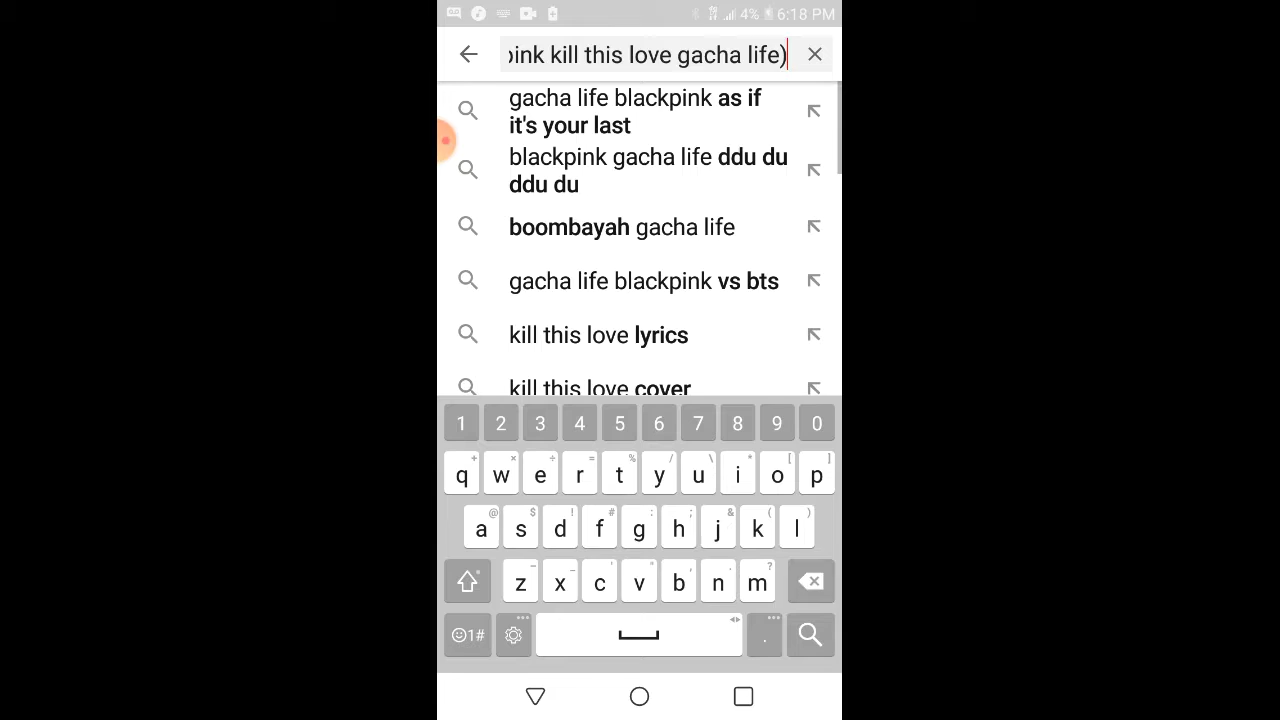 4% 6:18 PM
pink kill this love gacha life)
gacha life blackpink as if
it's your last
blackpink gacha life ddu du
ddu du
boombayah gacha life
gacha life blackpink vs bts
kill this love lyrics
kill this love cover
1 2 3 4 5 6 7 8 9 0
q w e r t y u i o p
a s d f g h j k l
z x c v b n m
1# .